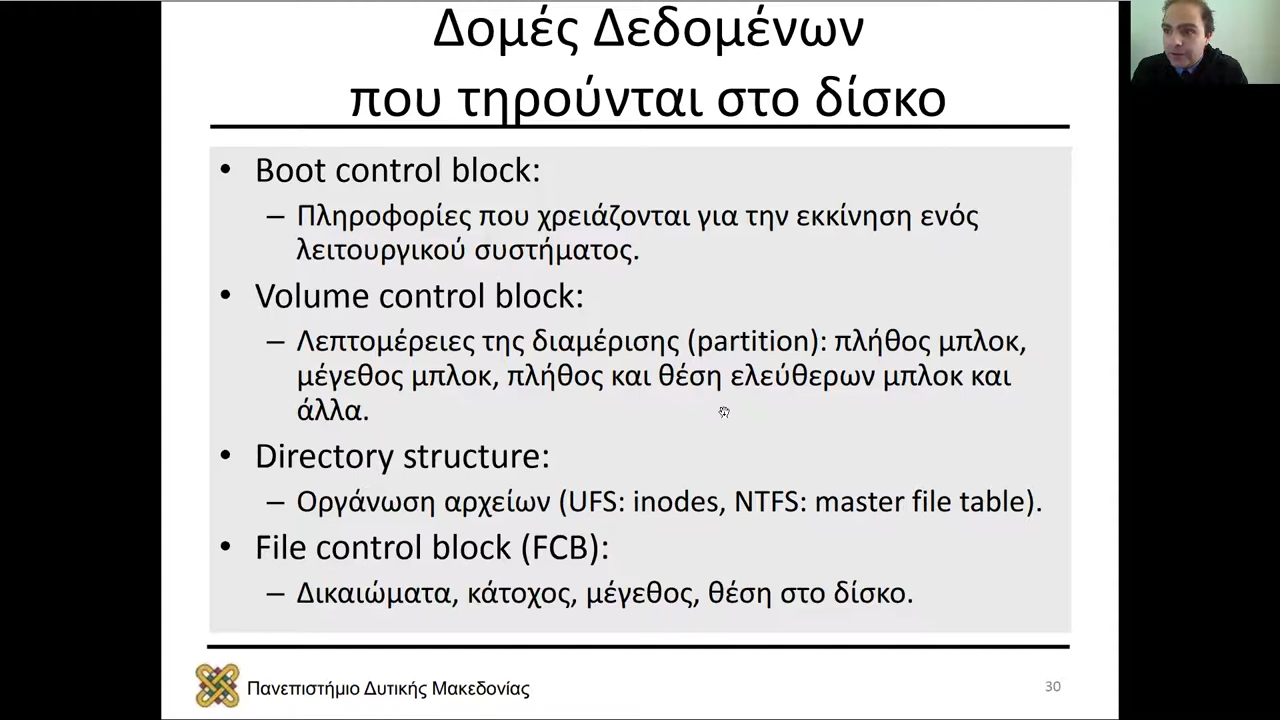 Δομές Δεδομένων
που τηρούνται στο δίσκο
• Boot control block:
– Πληροφορίες που χρειάζονται για την εκκίνηση ενός
λειτουργικού συστήματος.
• Volume control block:
– Λεπτομέρειες της διαμέρισης (partition): πλήθος μπλοκ,
μέγεθος μπλοκ, πλήθος και θέση ελεύθερων μπλοκ και
άλλα.
• Directory structure:
– Οργάνωση αρχείων (UFS: inodes, NTFS: master file table).
• File control block (FCB):
– Δικαιώματα, κάτοχος, μέγεθος, θέση στο δίσκο.
Πανεπιστήμιο Δυτικής Μακεδονίας
30